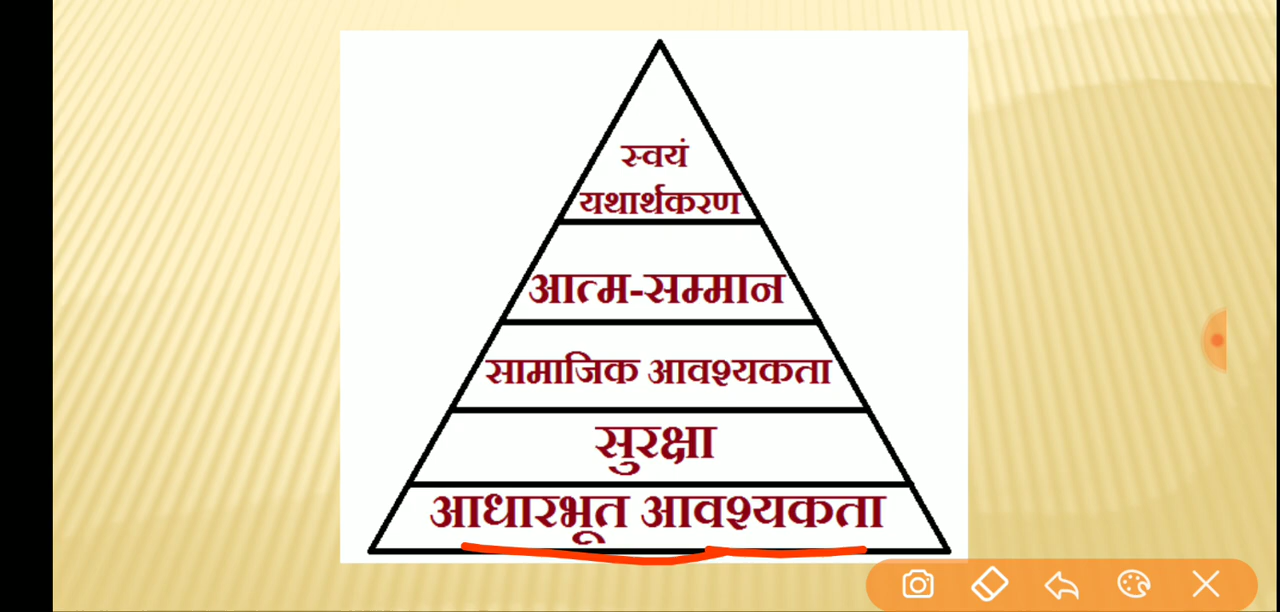 स्वयं
यथार्थकरण
आत्म-सम्मान
सामाजिक आवश्यकता
सुरक्षा
आधारभूत आवश्यकता